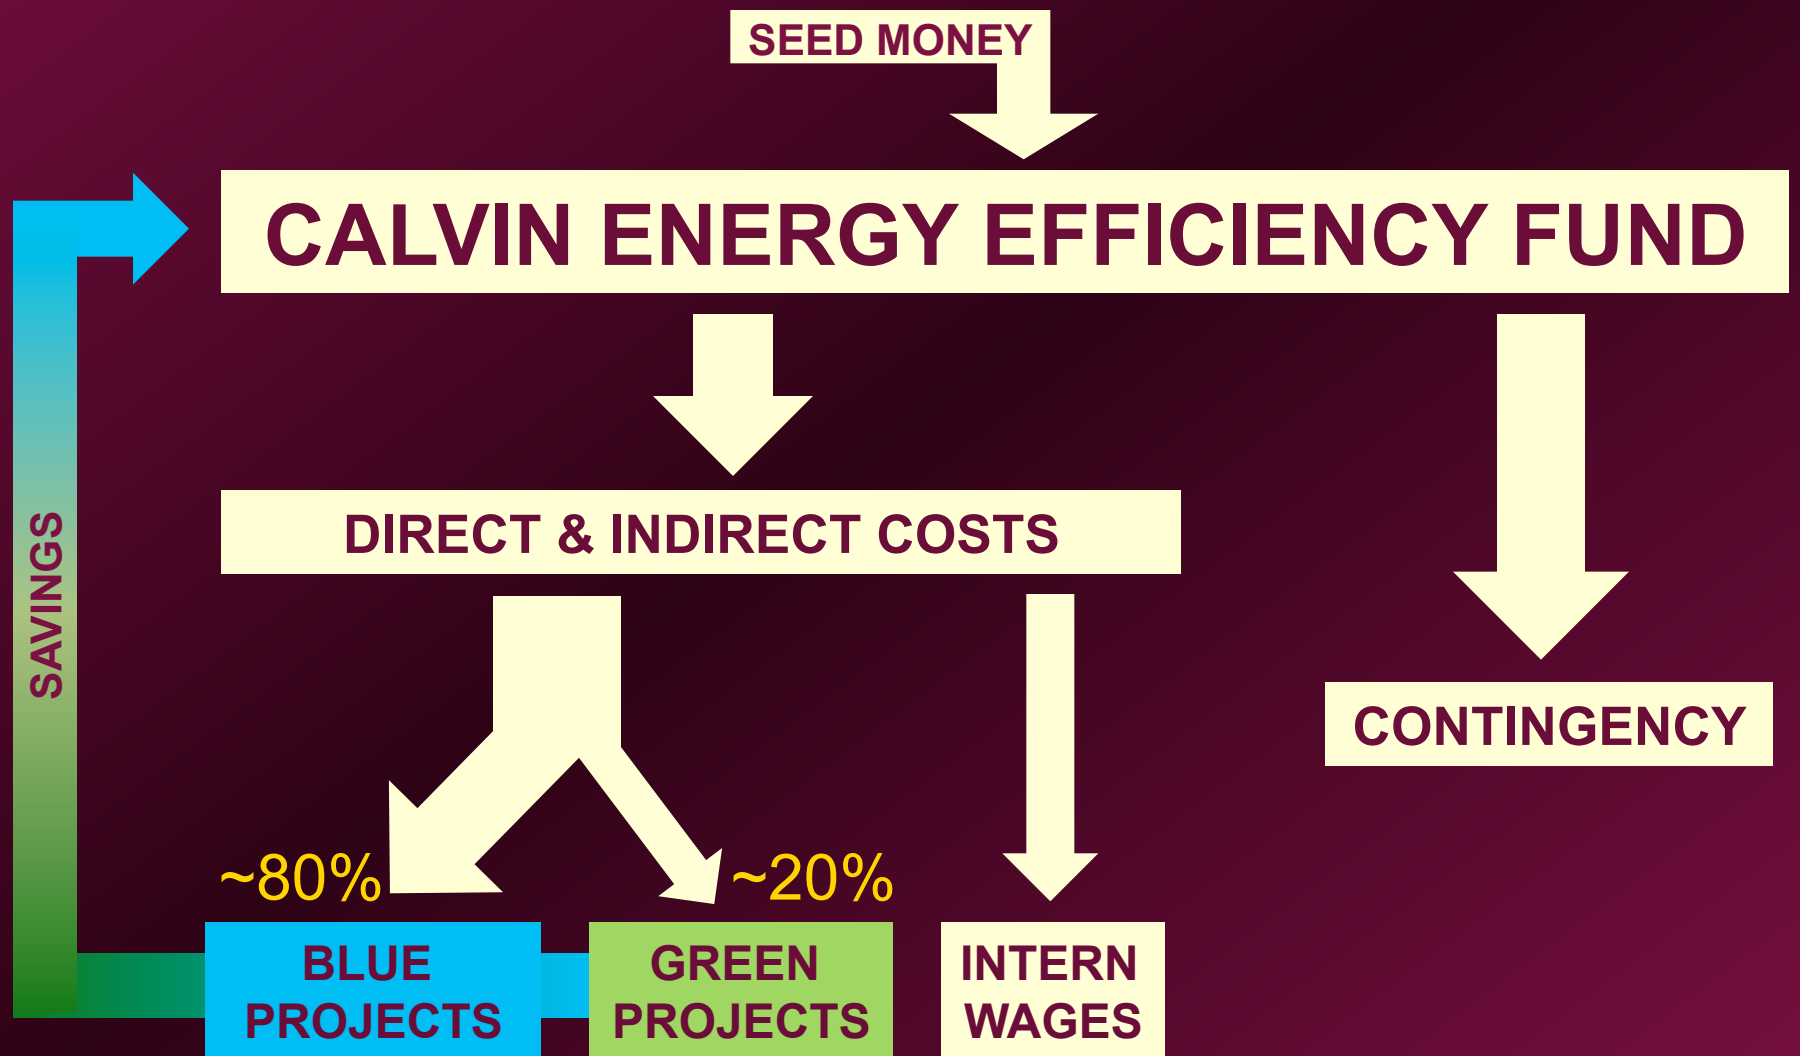 SEED MONEY
CALVIN ENERGY EFFICIENCY FUND
DIRECT & INDIRECT COSTS
SAVINGS
CONTINGENCY
~80%
~20%
BLUE
PROJECTS
GREEN
PROJECTS
INTERN
WAGES